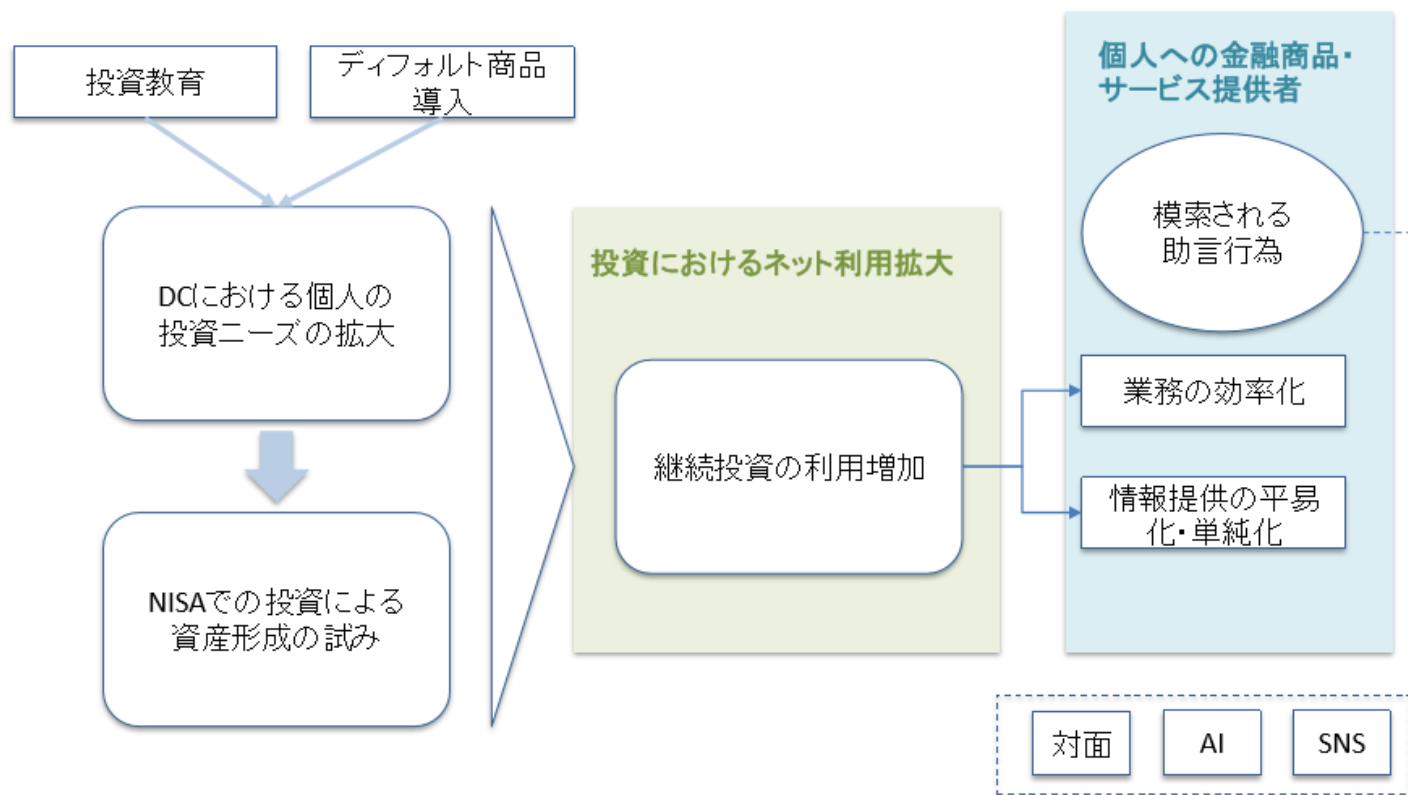 投資教育
ディフォルト商品
導入
DCにおける個人の
投資ニーズの拡大
NISAでの投資による
資産形成の試み
投資におけるネット利用拡大
継続投資の利用増加
個人への金融商品・
サービス提供者
模索される
助言行為
業務の効率化
情報提供の平易
化・単純化
対面
AI
SNS